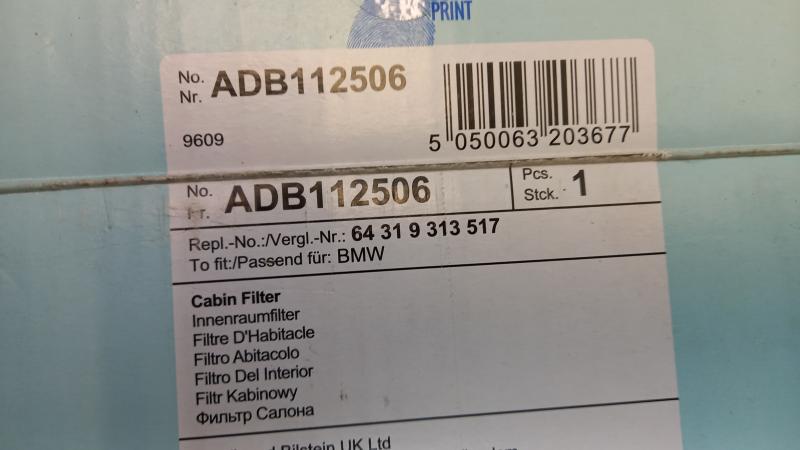 PRINT
No.
Nr. ADB112506
9609
5 050063 203677
No. ADB112506
Pcs.
Stck. 1
Repl.-No.:/Vergl.-Nr.: 64 31 9 313 517
To fit:/Passend für: BMW
Cabin Filter
Innenraumfilter
Filtre D'Habitacle
Filtro Abitacolo
Filtro Del Interior
Filtr Kabinowy
Фильтр Салона
Bilstein UK Ltd